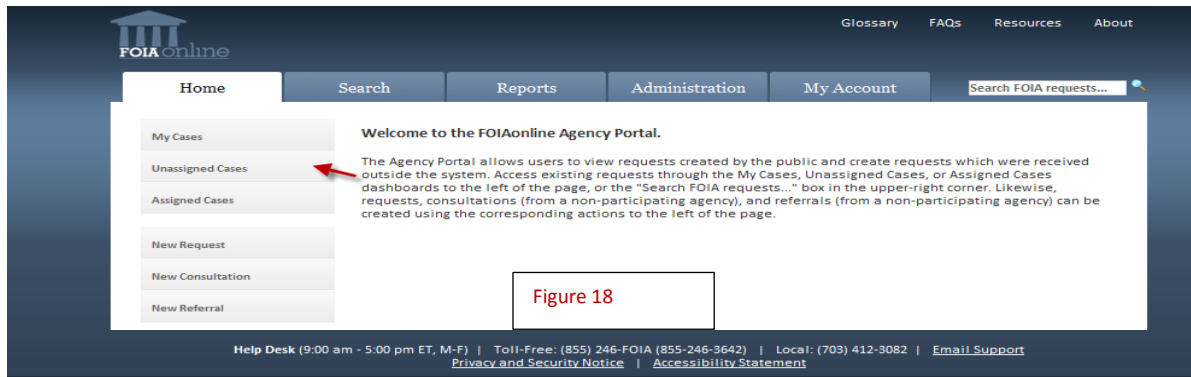 Glossary FAQs Resources About
FOIAonline
Home Search Reports Administration My Account Search FOIA requests...
My Cases
Unassigned Cases
Assigned Cases
New Request
New Consultation
New Referral
Welcome to the FOIAonline Agency Portal.
The Agency Portal allows users to view requests created by the public and create requests which were received
outside the system. Access existing requests through the My Cases, Unassigned Cases, or Assigned Cases
dashboards to the left of the page, or the "Search FOIA requests..." box in the upper-right corner. Likewise,
requests, consultations (from a non-participating agency), and referrals (from a non-participating agency) can be
created using the corresponding actions to the left of the page.
Figure 18
Help Desk (9:00 am - 5:00 pm ET, M-F) | Toll-Free: (855) 246-FOIA (855-246-3642) | Local: (703) 412-3082 | Email Support
Privacy and Security Notice | Accessibility Statement